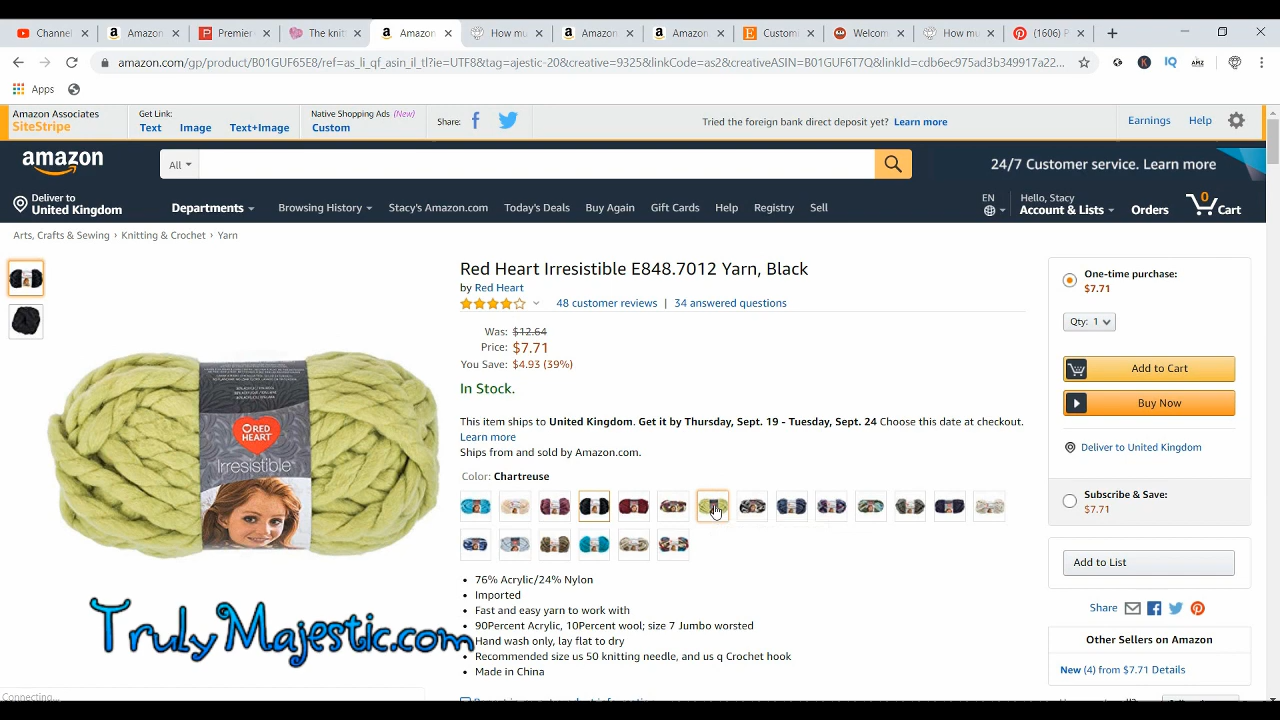 Channel
Amazon
Premier
The knit
Amazon
How mu
Amazon
Amazon
Custom
Welcom
How mu
(1606) P
amazon.com/gp/product/B01GUF65E8/ref=as_li_qf_asin_il_tl?ie=UTF8&tag=ajestic-20&creative=9325&linkCode=as2&creativeASIN=B01GUF6T7Q&linkId=cdb6ec975ad3b349917a22...
Apps
Amazon Associates
SiteStripe
Get Link:
Text Image Text+Image
Native Shopping Ads (New)
Custom
Share:
Tried the foreign bank direct deposit yet? Learn more
Earnings Help
amazon
All
24/7 Customer service. Learn more
Deliver to
United Kingdom
Departments Browsing History Stacy's Amazon.com Today's Deals Buy Again Gift Cards Help Registry Sell
EN
Hello, Stacy
Account & Lists
Orders
0
Cart
Arts, Crafts & Sewing › Knitting & Crochet › Yarn
Red Heart Irresistible E848.7012 Yarn, Black
by Red Heart
48 customer reviews | 34 answered questions
Was: $12.64
Price: $7.71
You Save: $4.93 (39%)
In Stock.
This item ships to United Kingdom. Get it by Thursday, Sept. 19 - Tuesday, Sept. 24 Choose this date at checkout.
Learn more
Ships from and sold by Amazon.com.
Color: Chartreuse
76% Acrylic/24% Nylon
Imported
Fast and easy yarn to work with
90Percent Acrylic, 10Percent wool; size 7 Jumbo worsted
Hand wash only, lay flat to dry
Recommended size us 50 knitting needle, and us q Crochet hook
Made in China
RED
HEART
Irresistible
TrulyMajestic.com
Connecting...
One-time purchase:
$7.71
Qty: 1
Add to Cart
Buy Now
Deliver to United Kingdom
Subscribe & Save:
$7.71
Add to List
Share
Other Sellers on Amazon
New (4) from $7.71 Details